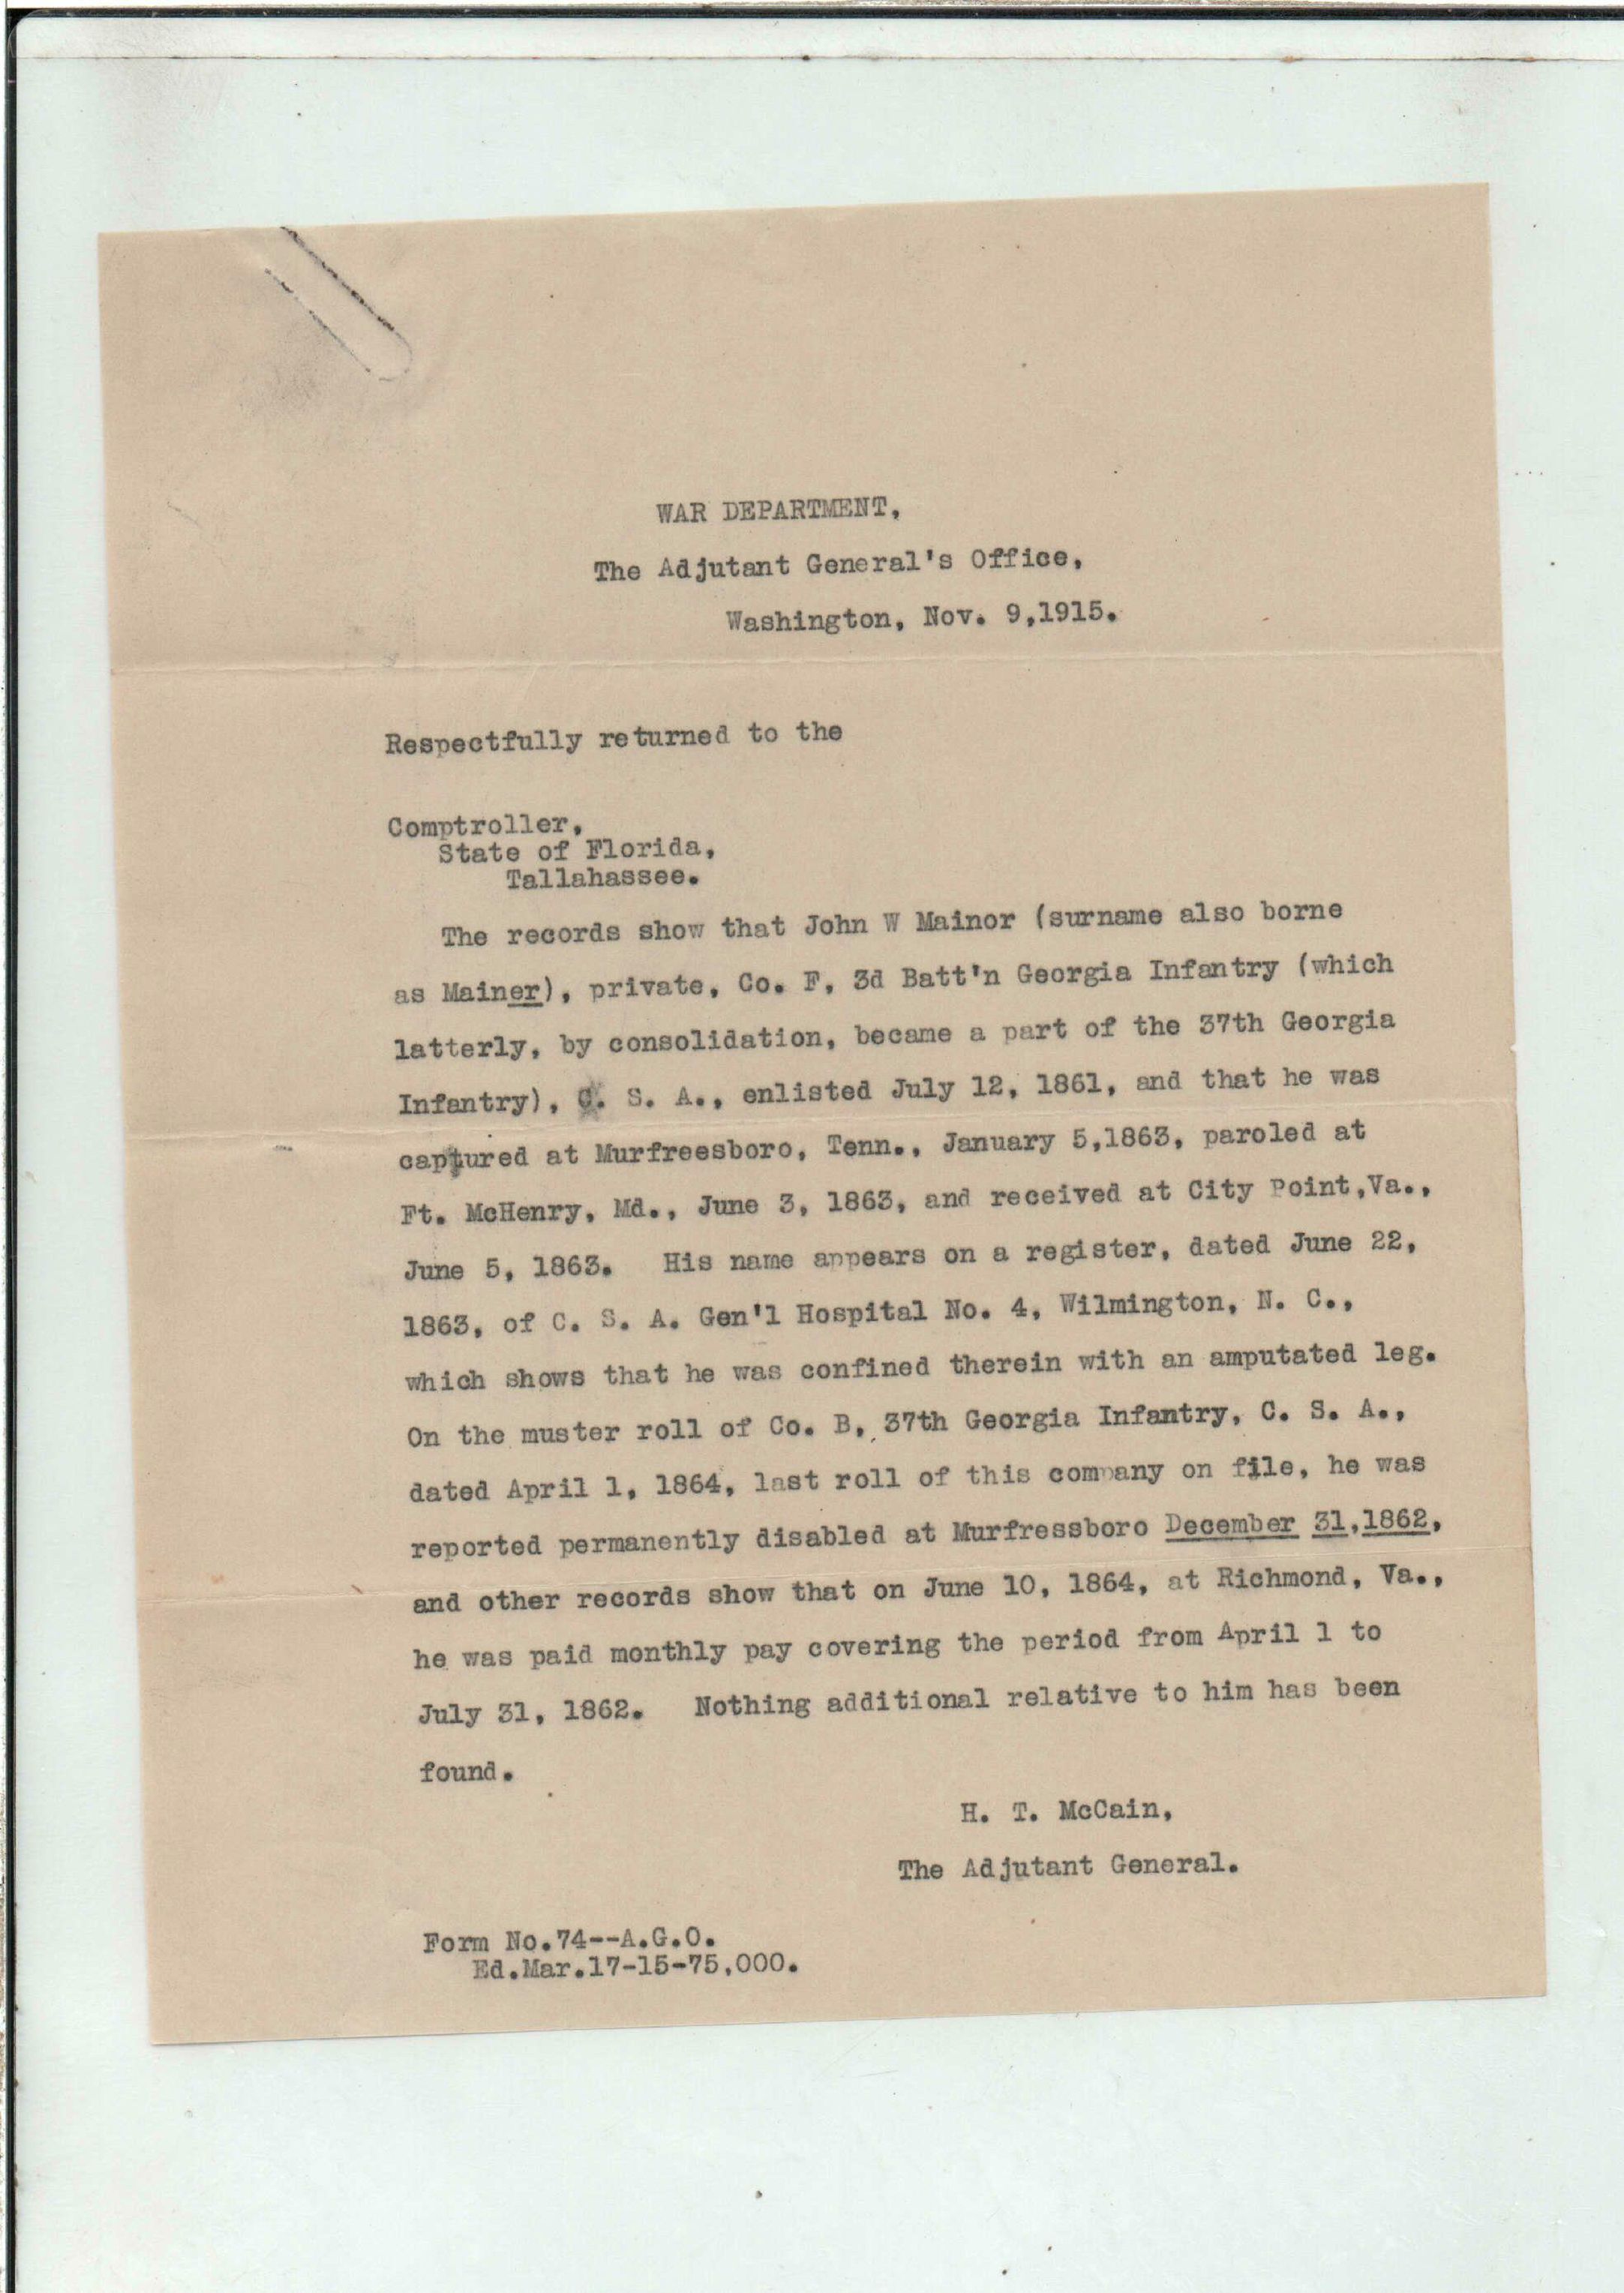 WAR DEPARTMENT,
The Adjutant General's Office,
Washington, Nov. 9,1915.
Respectfully returned to the
Comptroller,
State of Florida,
Tallahassee.
The records show that John W Mainor (surname also borne
as Mainer), private, Co. F, 3d Batt'n Georgia Infantry (which
latterly, by consolidation, became a part of the 37th Georgia
Infantry), C. S. A., enlisted July 12, 1861, and that he was
captured at Murfreesboro, Tenn., January 5,1863, paroled at
Ft. McHenry, Md., June 3, 1863, and received at City Point,Va.,
June 5, 1863. His name appears on a register, dated June 22,
1863, of C. S. A. Gen'l Hospital No. 4, Wilmington, N. C.,
which shows that he was confined therein with an amputated leg.
On the muster roll of Co. B, 37th Georgia Infantry, C. S. A.,
dated April 1, 1864, last roll of this company on file, he was
reported permanently disabled at Murfressboro December 31,1862,
and other records show that on June 10, 1864, at Richmond, Va.,
he was paid monthly pay covering the period from April 1 to
July 31, 1862. Nothing additional relative to him has been
found.
H. T. McCain,
The Adjutant General.
Form No.74--A.G.O.
Ed.Mar.17-15-75,000.